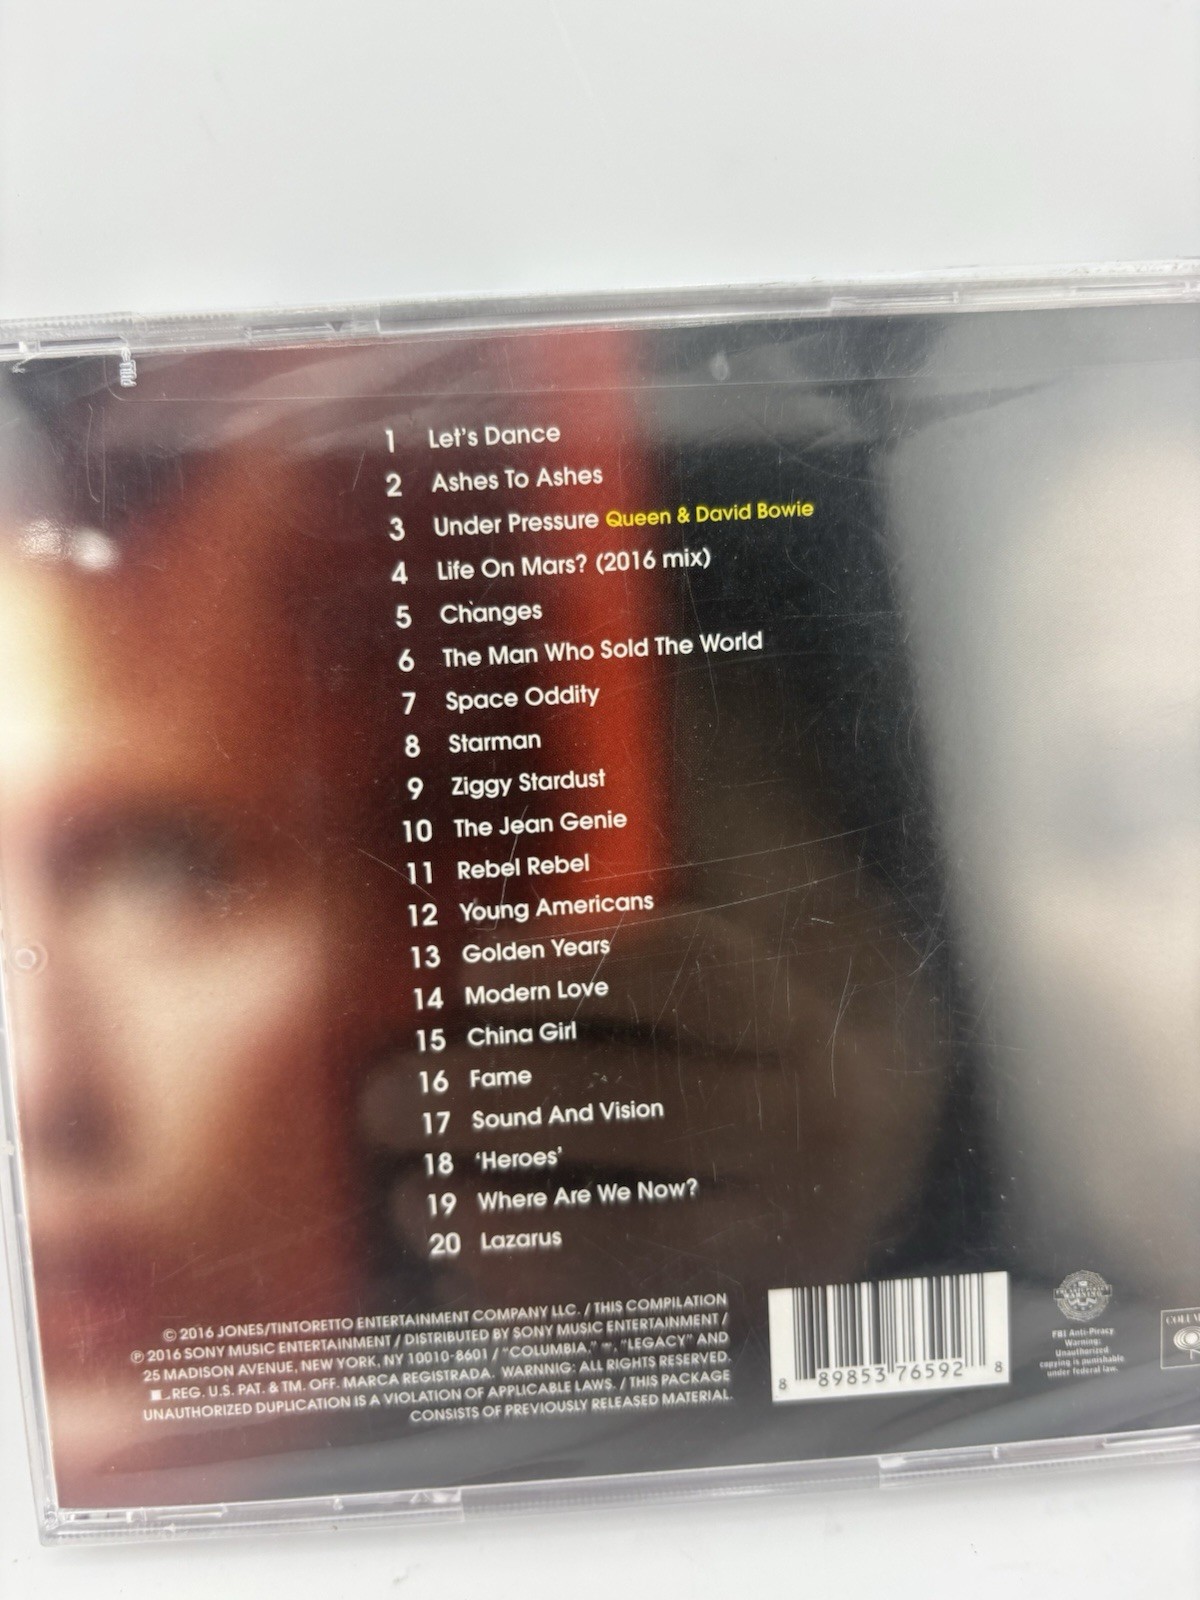 PULL
1 Let's Dance
2 Ashes To Ashes
3 Under Pressure Queen & David Bowie
4 Life On Mars? (2016 mix)
5 Changes
6 The Man Who Sold The World
7 Space Oddity
8 Starman
9 Ziggy Stardust
10 The Jean Genie
11 Rebel Rebel
12 Young Americans
13 Golden Years
14 Modern Love
15 China Girl
16 Fame
17 Sound And Vision
18 'Heroes'
19 Where Are We Now?
20 Lazarus
© 2016 JONES/TINTORETTO ENTERTAINMENT COMPANY LLC. / THIS COMPILATION
℗ 2016 SONY MUSIC ENTERTAINMENT / DISTRIBUTED BY SONY MUSIC ENTERTAINMENT /
25 MADISON AVENUE, NEW YORK, NY 10010-8601 / "COLUMBIA," , "LEGACY" AND
REG. U.S. PAT. & TM. OFF. MARCA REGISTRADA. WARNNIG: ALL RIGHTS RESERVED.
UNAUTHORIZED DUPLICATION IS A VIOLATION OF APPLICABLE LAWS. / THIS PACKAGE
CONSISTS OF PREVIOUSLY RELEASED MATERIAL.
8 89853 76592 8
FBI Anti-Piracy
Warning:
Unauthorized
copying is punishable
under federal law.
COLUM